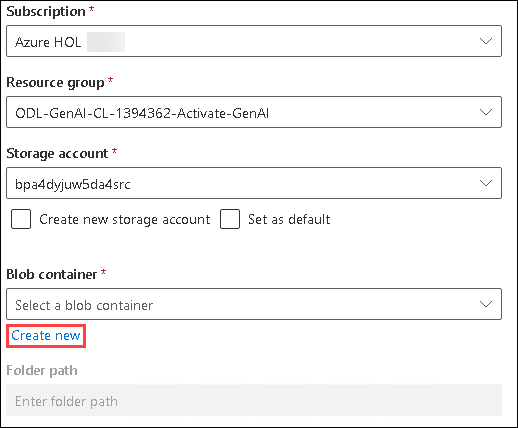 Subscription *
Azure HOL
Resource group *
ODL-GenAI-CL-1394362-Activate-GenAI
Storage account *
bpa4dyjuw5da4src
Create new storage account Set as default
Blob container *
Select a blob container
Create new
Folder path
Enter folder path